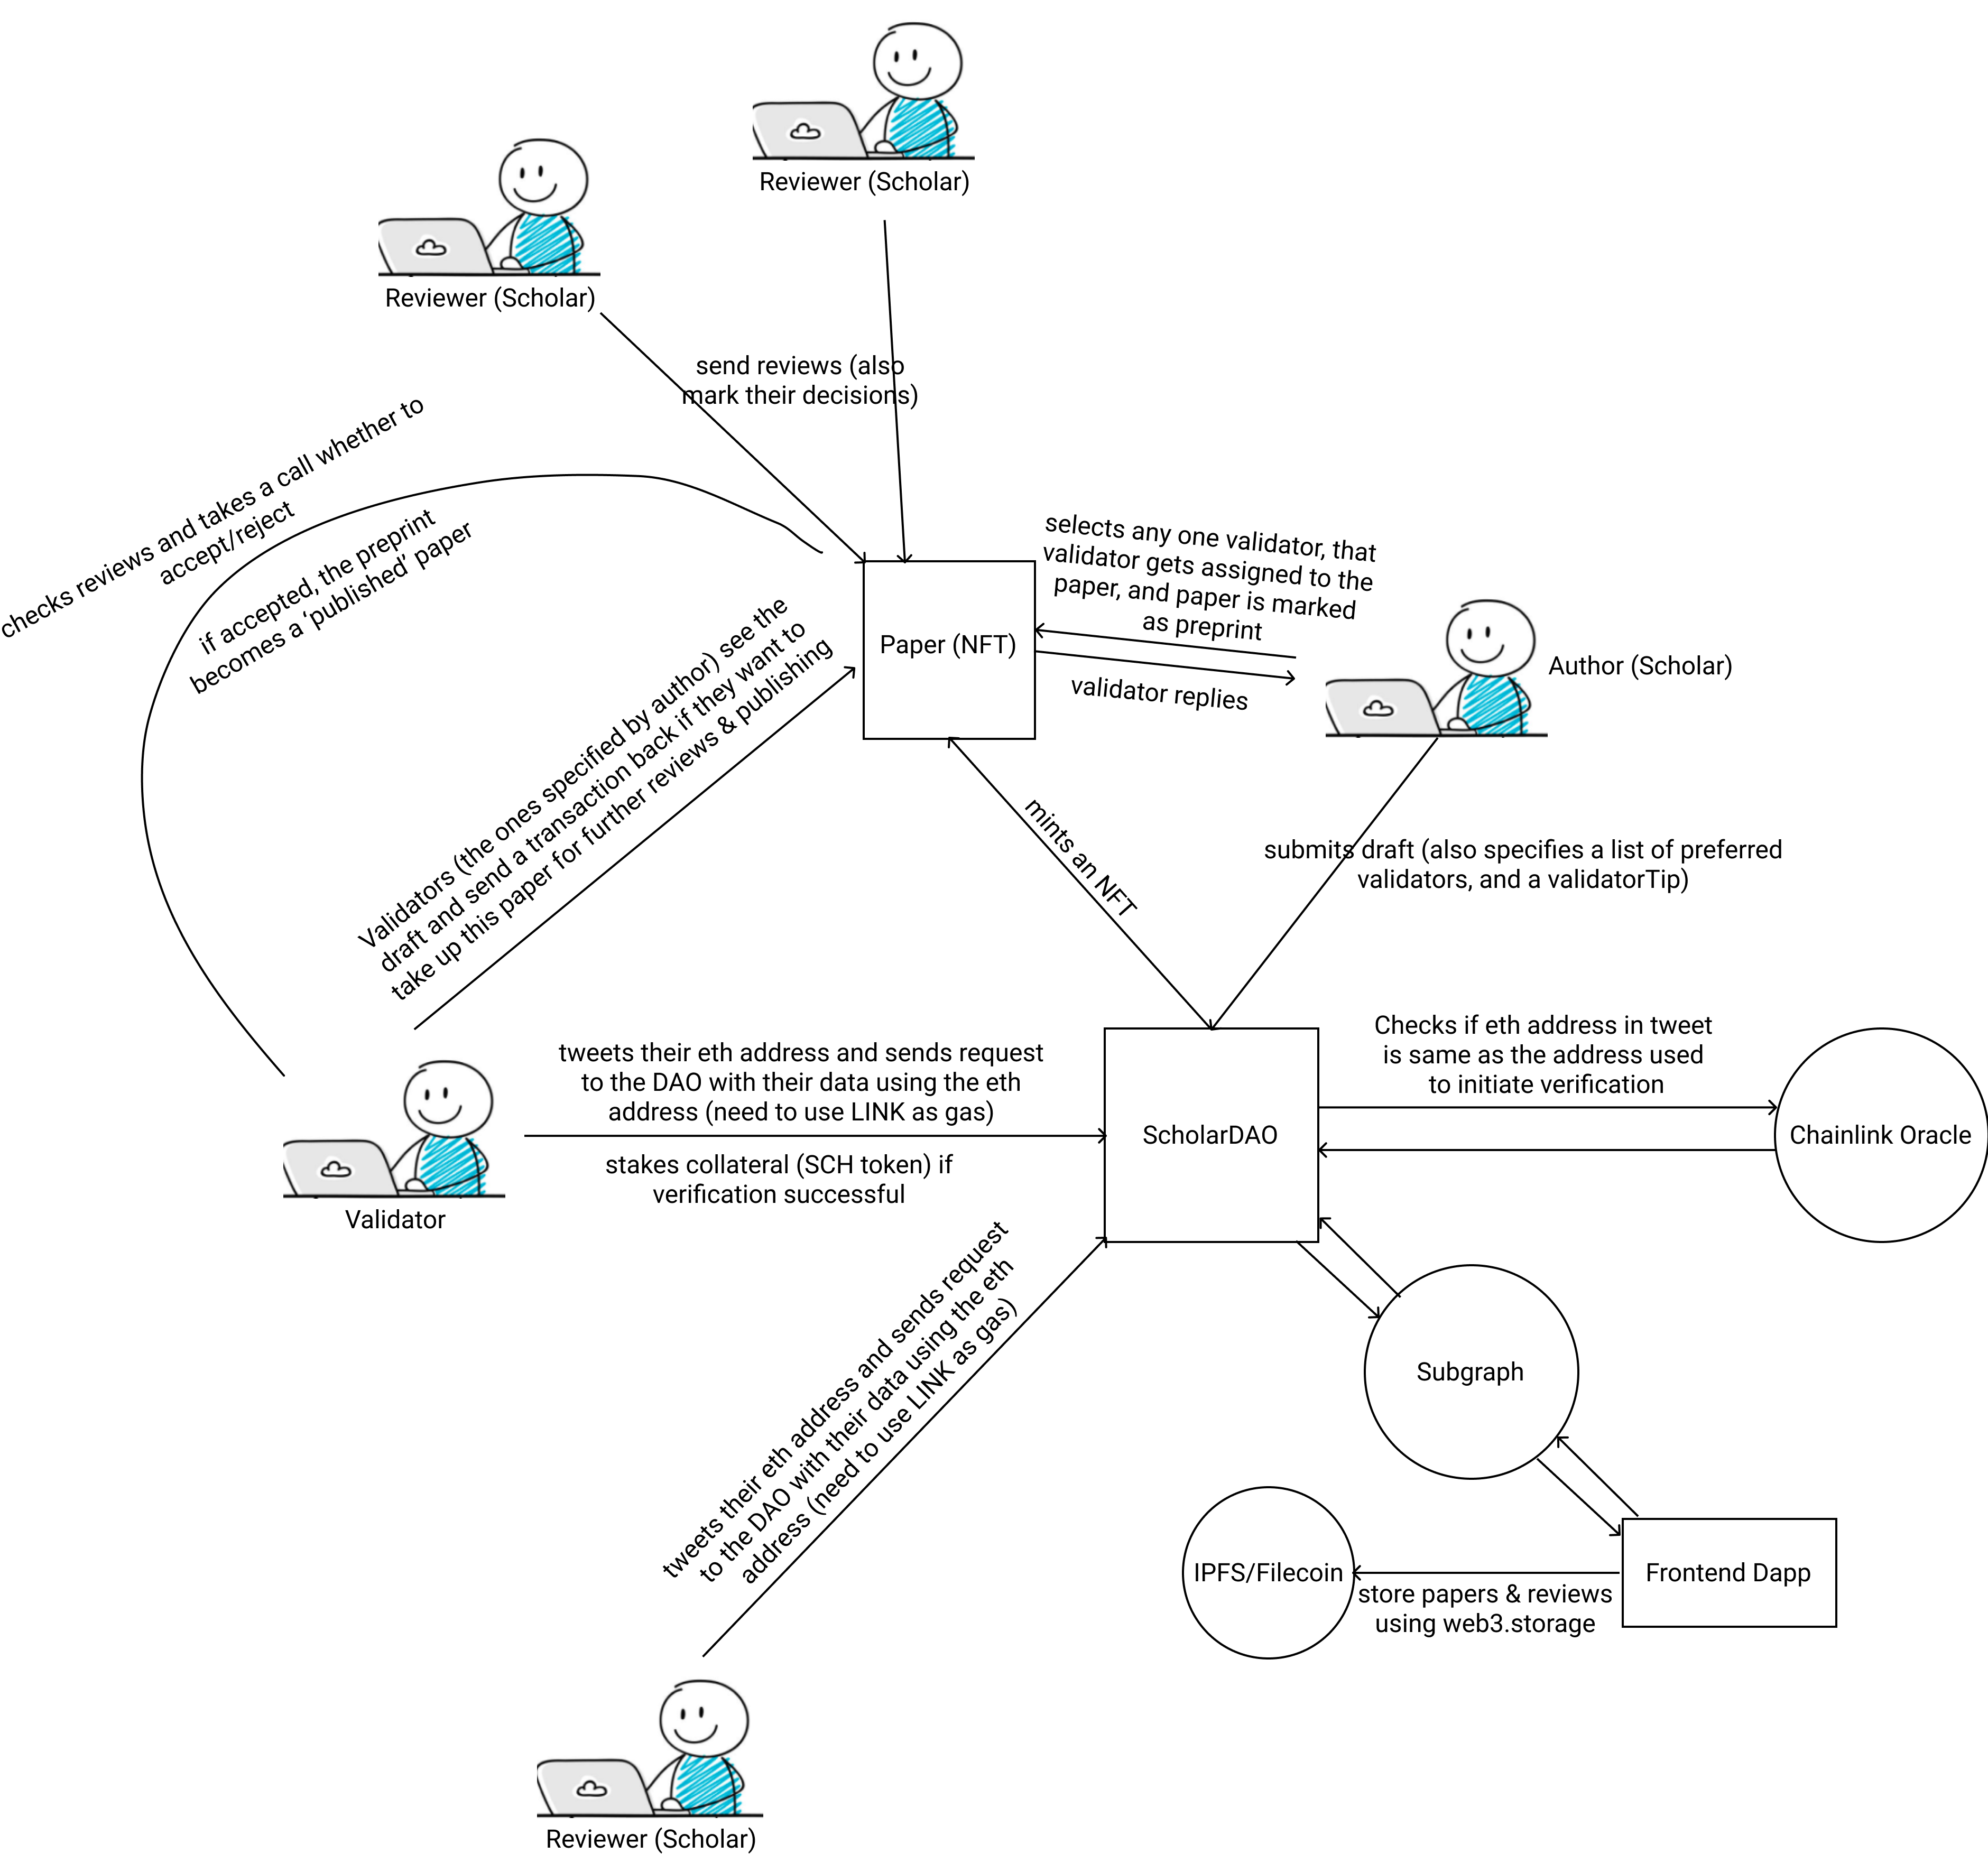 Reviewer (Scholar)
Reviewer (Scholar)
send reviews (also
mark their decisions)
checks reviews and takes a call whether to
accept/reject
if accepted, the preprint
becomes a ‘published’ paper
selects any one validator, that
validator gets assigned to the
paper, and paper is marked
as preprint
Paper (NFT)
validator replies
Author (Scholar)
Validators (the ones specified by author) see the
draft and send a transaction back if they want to
take up this paper for further reviews & publishing
mints an NFT
submits draft (also specifies a list of preferred
validators, and a validatorTip)
tweets their eth address and sends request
to the DAO with their data using the eth
address (need to use LINK as gas)
stakes collateral (SCH token) if
verification successful
Validator
ScholarDAO
Checks if eth address in tweet
is same as the address used
to initiate verification
Chainlink Oracle
tweets their eth address and sends request
to the DAO with their data using the eth
address (need to use LINK as gas)
Subgraph
IPFS/Filecoin
store papers & reviews
using web3.storage
Frontend Dapp
Reviewer (Scholar)